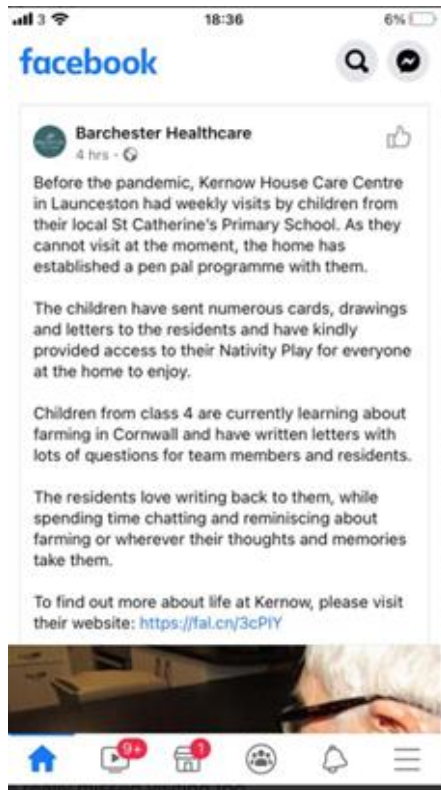 3
18:36
6%
facebook
Barchester Healthcare
4 hrs ·
Before the pandemic, Kernow House Care Centre
in Launceston had weekly visits by children from
their local St Catherine's Primary School. As they
cannot visit at the moment, the home has
established a pen pal programme with them.
The children have sent numerous cards, drawings
and letters to the residents and have kindly
provided access to their Nativity Play for everyone
at the home to enjoy.
Children from class 4 are currently learning about
farming in Cornwall and have written letters with
lots of questions for team members and residents.
The residents love writing back to them, while
spending time chatting and reminiscing about
farming or wherever their thoughts and memories
take them.
To find out more about life at Kernow, please visit
their website: https://fal.cn/3cPIY
9+
1